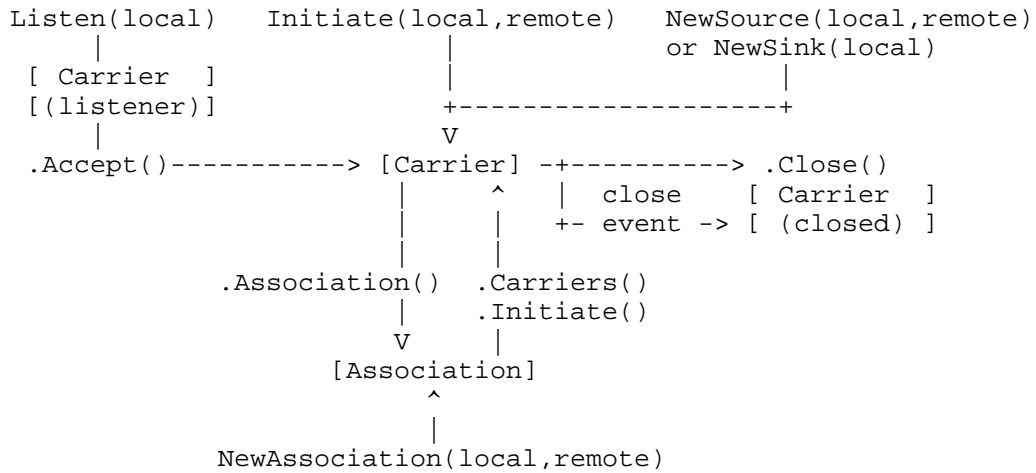 Listen(local)   Initiate(local,remote)   NewSource(local,remote)
     |                   |               or NewSink(local)
[ Carrier  ]             |                       |
[(listener)]             +---------------------+
     |                   V
.Accept()-----------> [Carrier] -+----------> .Close()
                        |     ^  |  close    [ Carrier  ]
                        |     |  +- event -> [ (closed) ]
                        |     |
            .Association()  .Carriers()
                        |   .Initiate()
                        V     |
                    [Association]
                          ^
                          |
            NewAssociation(local,remote)